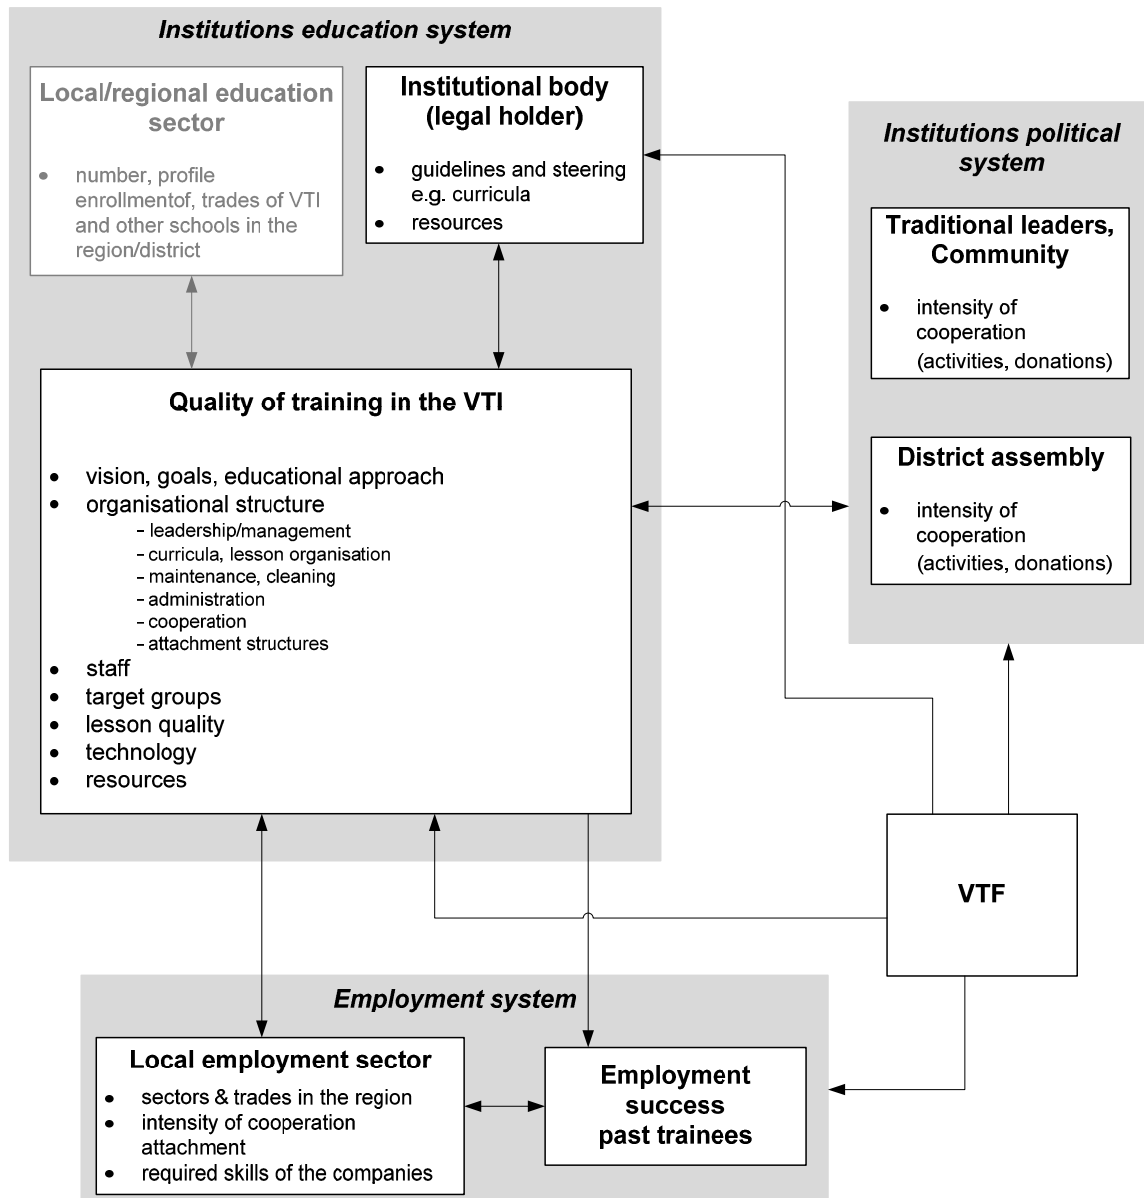 Institutions education system
Local/regional education
sector
• number, profile
enrollmentof, trades of VTI
and other schools in the
region/district
Institutional body
(legal holder)
• guidelines and steering
e.g. curricula
• resources
Institutions political
system
Traditional leaders,
Community
• intensity of
cooperation
(activities, donations)
District assembly
• intensity of
cooperation
(activities, donations)
Quality of training in the VTI
• vision, goals, educational approach
• organisational structure
– leadership/management
– curricula, lesson organisation
– maintenance, cleaning
– administration
– cooperation
– attachment structures
• staff
• target groups
• lesson quality
• technology
• resources
VTF
Employment system
Local employment sector
• sectors & trades in the region
• intensity of cooperation
attachment
• required skills of the companies
Employment
success
past trainees